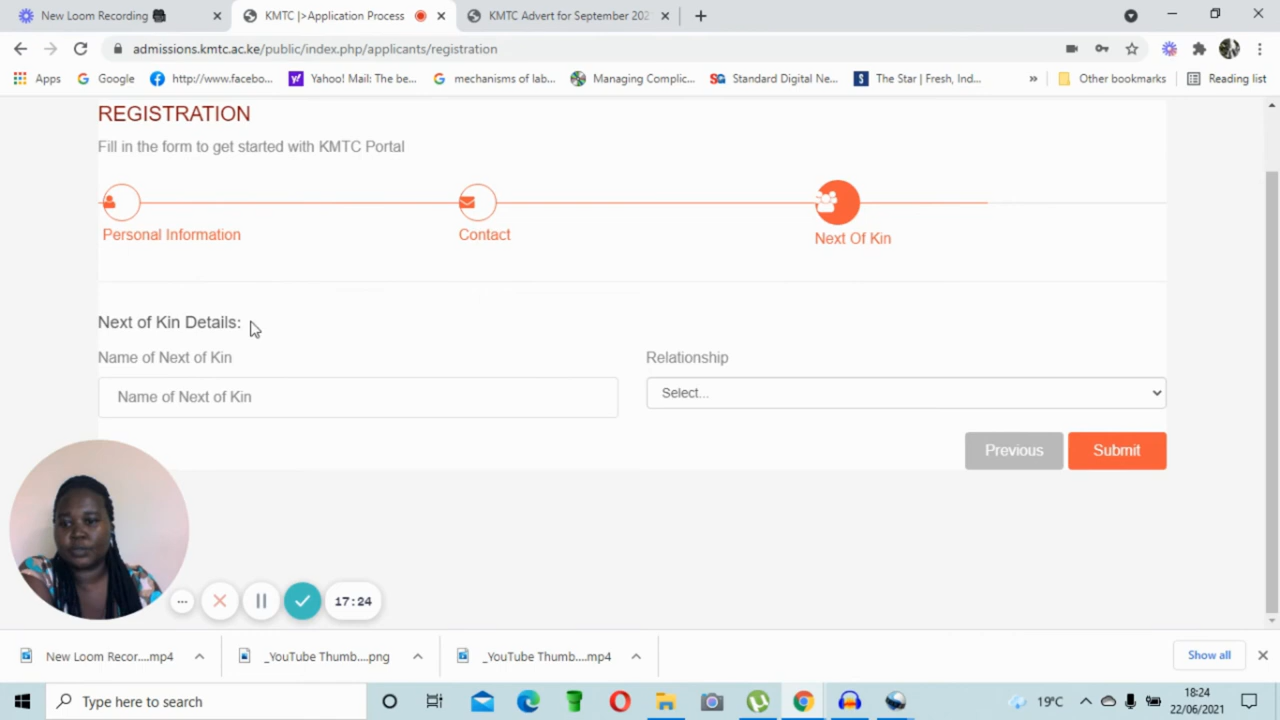 New Loom Recording
KMTC |>Application Process
KMTC Advert for September 202
admissions.kmtc.ac.ke/public/index.php/applicants/registration
Apps
Google
http://www.facebo...
Yahoo! Mail: The be...
mechanisms of lab...
Managing Complic...
Standard Digital Ne...
The Star | Fresh, Ind...
»
Other bookmarks
Reading list
REGISTRATION
Fill in the form to get started with KMTC Portal
Personal Information
Contact
Next Of Kin
Next of Kin Details:
Name of Next of Kin
Relationship
Name of Next of Kin
Select...
Previous
Submit
17:24
New Loom Recor....mp4
_YouTube Thumb...png
_YouTube Thumb....mp4
Show all
Type here to search
19°C
18:24
22/06/2021